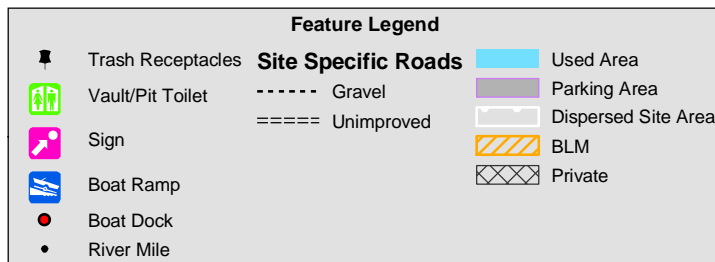 Feature Legend
Trash Receptacles
Vault/Pit Toilet
Sign
Boat Ramp
Boat Dock
River Mile
Site Specific Roads
Gravel
Unimproved
Used Area
Parking Area
Dispersed Site Area
BLM
Private